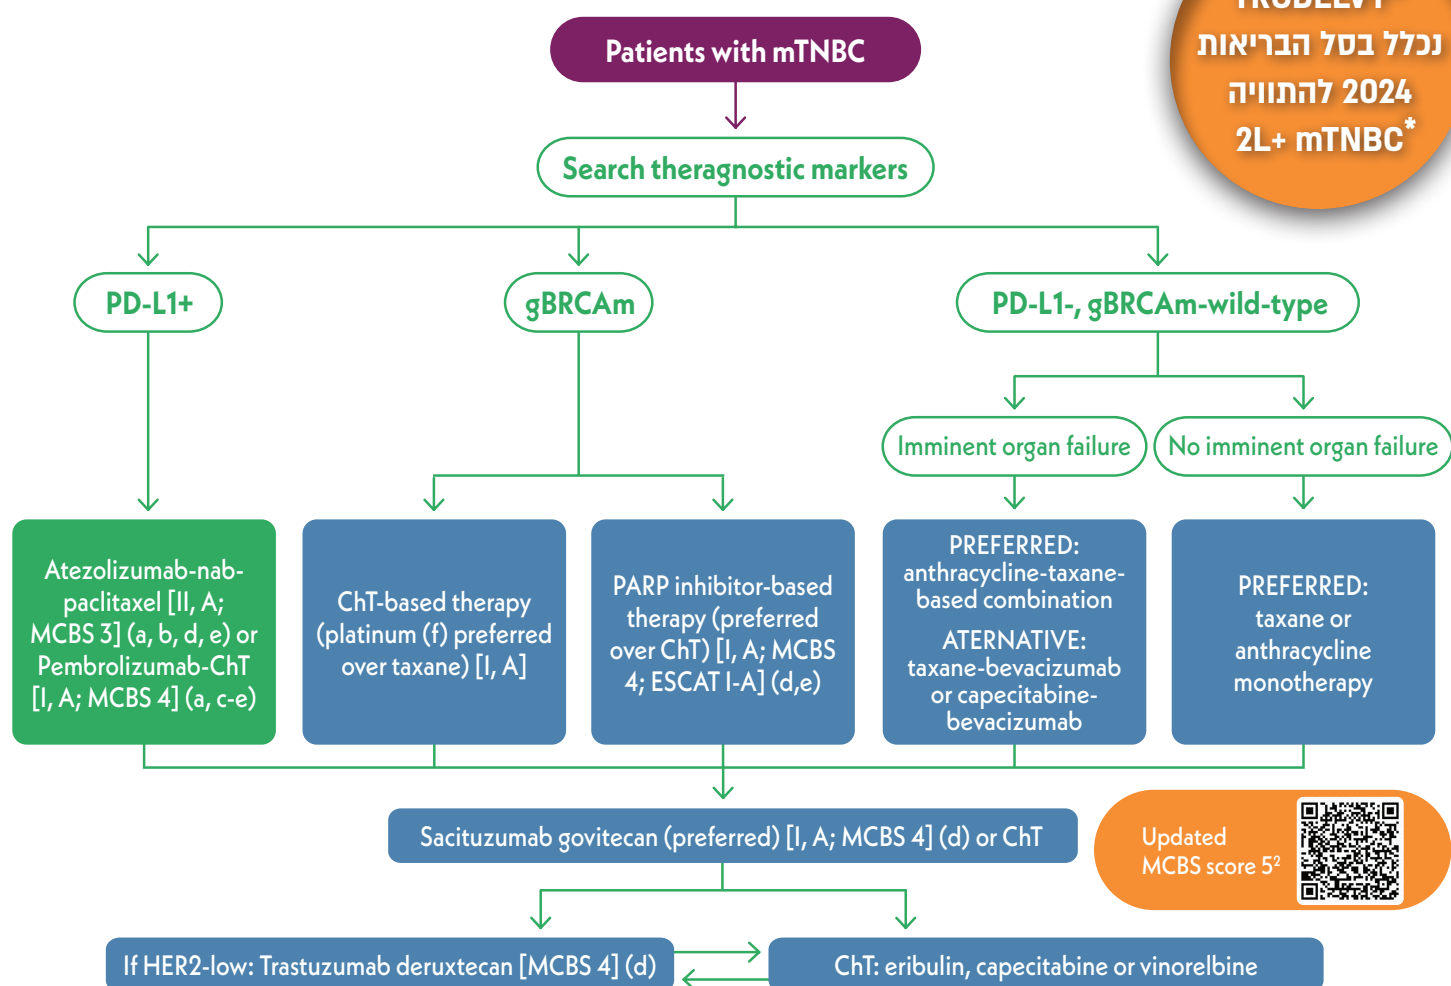 Patients with mTNBC
נכלל בסל הבריאות
2024 להתוויה
2L+ mTNBC*
Search theragnostic markers
PD-L1+
gBRCAm
PD-L1-, gBRCAm-wild-type
Imminent organ failure
No imminent organ failure
Atezolizumab-nab-
paclitaxel [II, A;
MCBS 3] (a, b, d, e) or
Pembrolizumab-ChT
[I, A; MCBS 4] (a, c-e)
ChT-based therapy
(platinum (f) preferred
over taxane) [I, A]
PARP inhibitor-based
therapy (preferred
over ChT) [I, A; MCBS
4; ESCAT I-A] (d,e)
PREFERRED:
anthracycline-taxane-
based combination
ATERNATIVE:
taxane-bevacizumab
or capecitabine-
bevacizumab
PREFERRED:
taxane or
anthracycline
monotherapy
Sacituzumab govitecan (preferred) [I, A; MCBS 4] (d) or ChT
Updated
MCBS score 5²
If HER2-low: Trastuzumab deruxtecan [MCBS 4] (d)
ChT: eribulin, capecitabine or vinorelbine